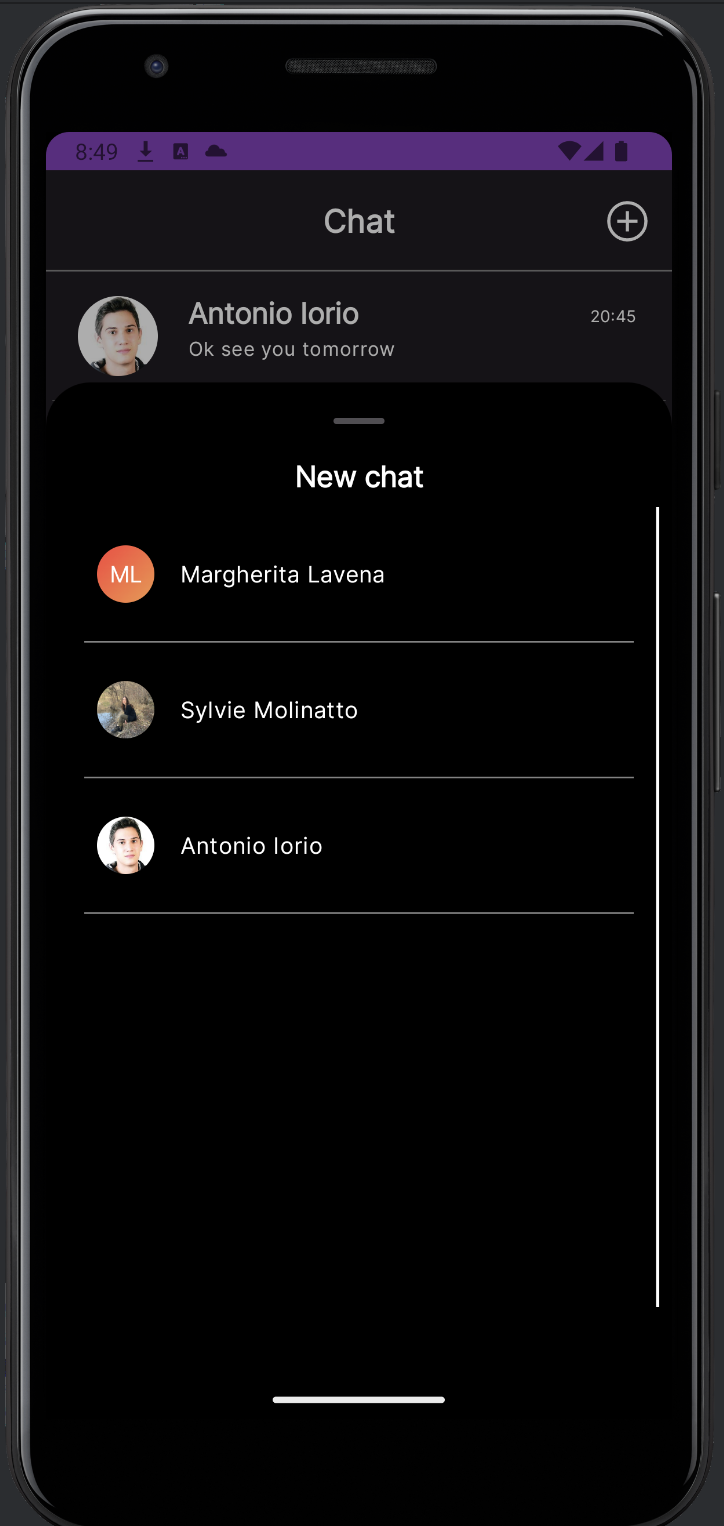 8:49
A
Chat
Antonio Iorio
20:45
Ok see you tomorrow
New chat
ML
Margherita Lavena
Sylvie Molinatto
Antonio Iorio